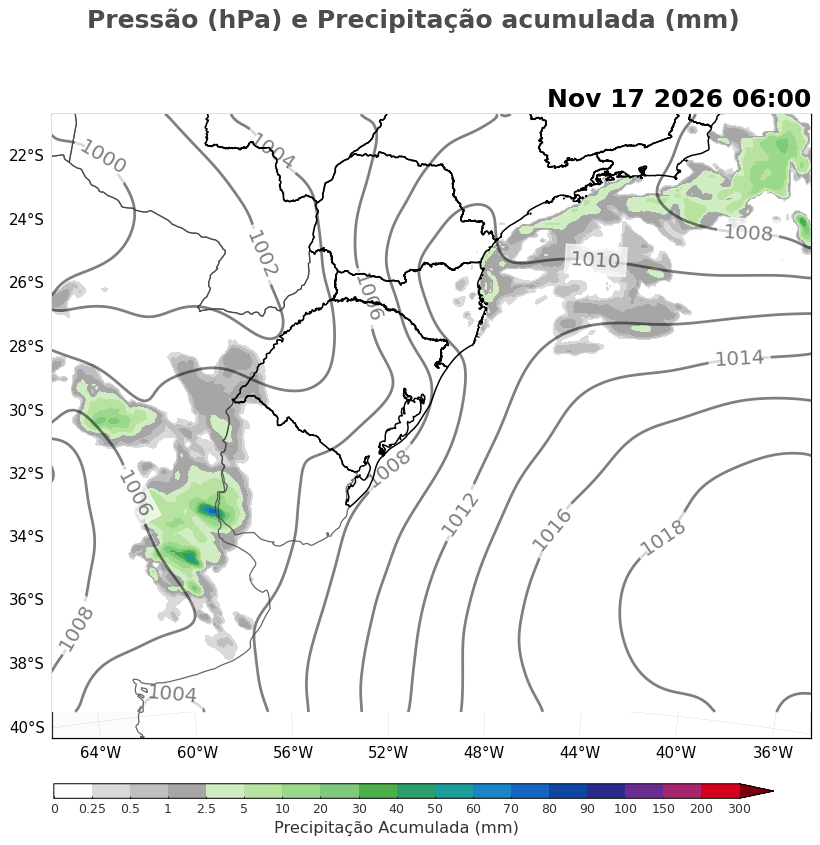 Pressão (hPa) e Precipitação acumulada (mm)
Nov 17 2026 06:00
1000
1004
1002
1006
1008
1010
1014
1006
1008
1012
1016
1018
1008
1004
22°S
24°S
26°S
28°S
30°S
32°S
34°S
36°S
38°S
40°S
64°W 60°W 56°W 52°W 48°W 44°W 40°W 36°W
0 0.25 0.5 1 2.5 5 10 20 30 40 50 60 70 80 90 100 150 200 300
Precipitação Acumulada (mm)